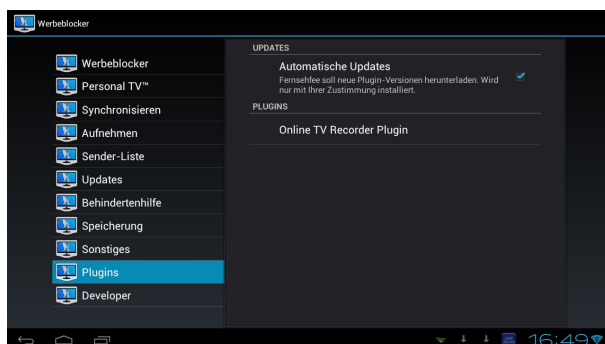 Werbeblocker
Werbeblocker
Personal TV™
Synchronisieren
Aufnehmen
Sender-Liste
Updates
Behindertenhilfe
Speicherung
Sonstiges
Plugins
Developer
UPDATES
Automatische Updates
Fernsehfee soll neue Plugin-Versionen herunterladen. Wird
nur mit Ihrer Zustimmung installiert.
PLUGINS
Online TV Recorder Plugin
16:49